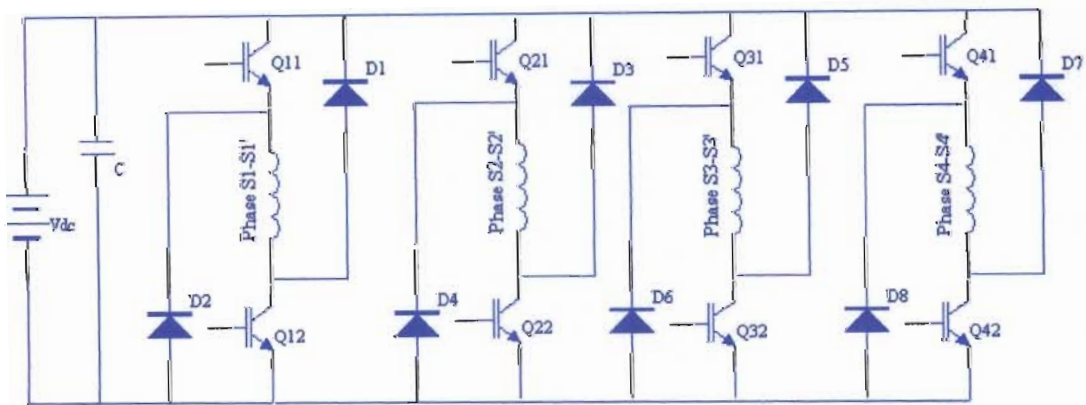 Q11
D1
Q21
D3
Q31
D5
Q41
D7
C
Vdc
Phase S1-S1'
Phase S2-S2'
Phase S3-S3'
Phase S4-S4'
D2
Q12
D4
Q22
D6
Q32
D8
Q42